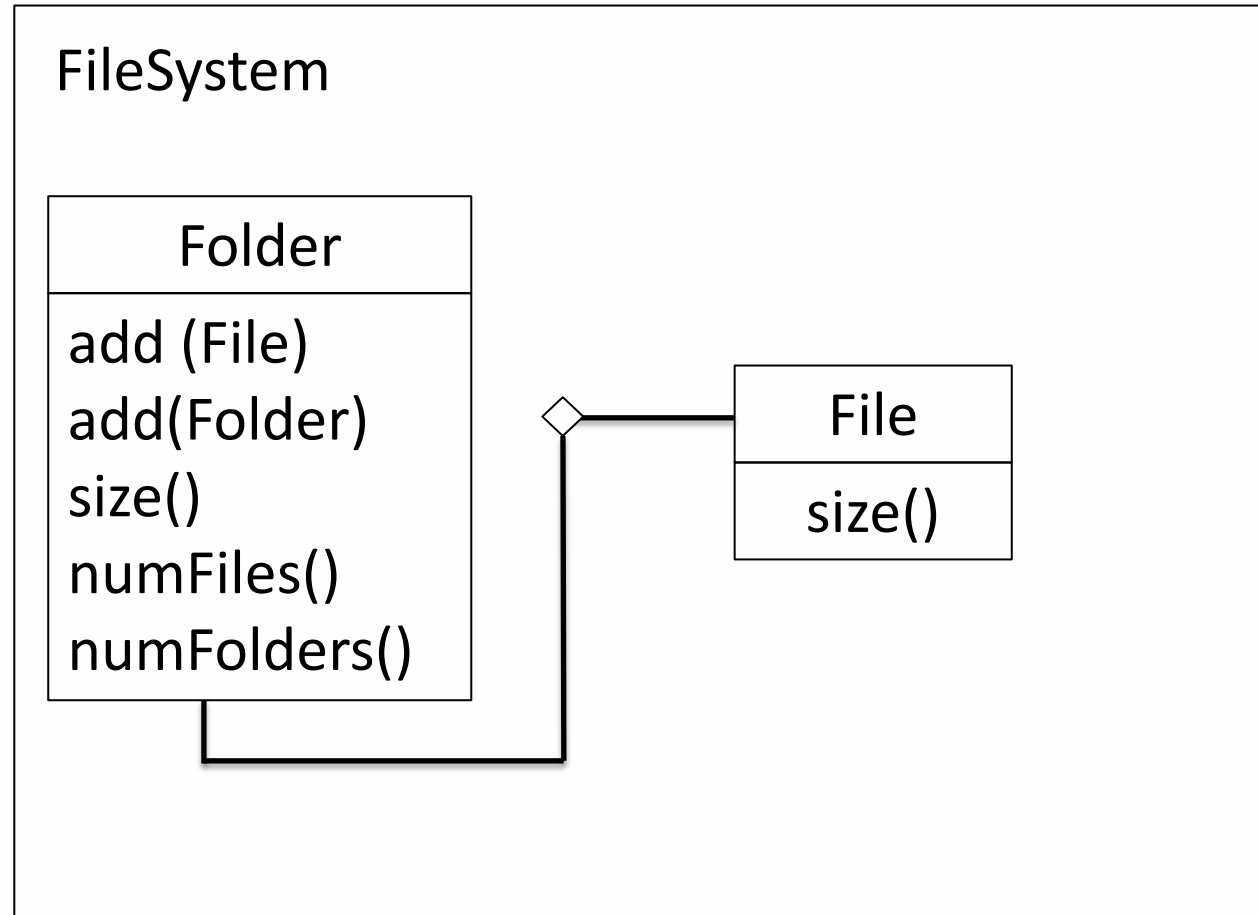 FileSystem
Folder
add (File)
add(Folder)
size()
numFiles()
numFolders()
File
size()